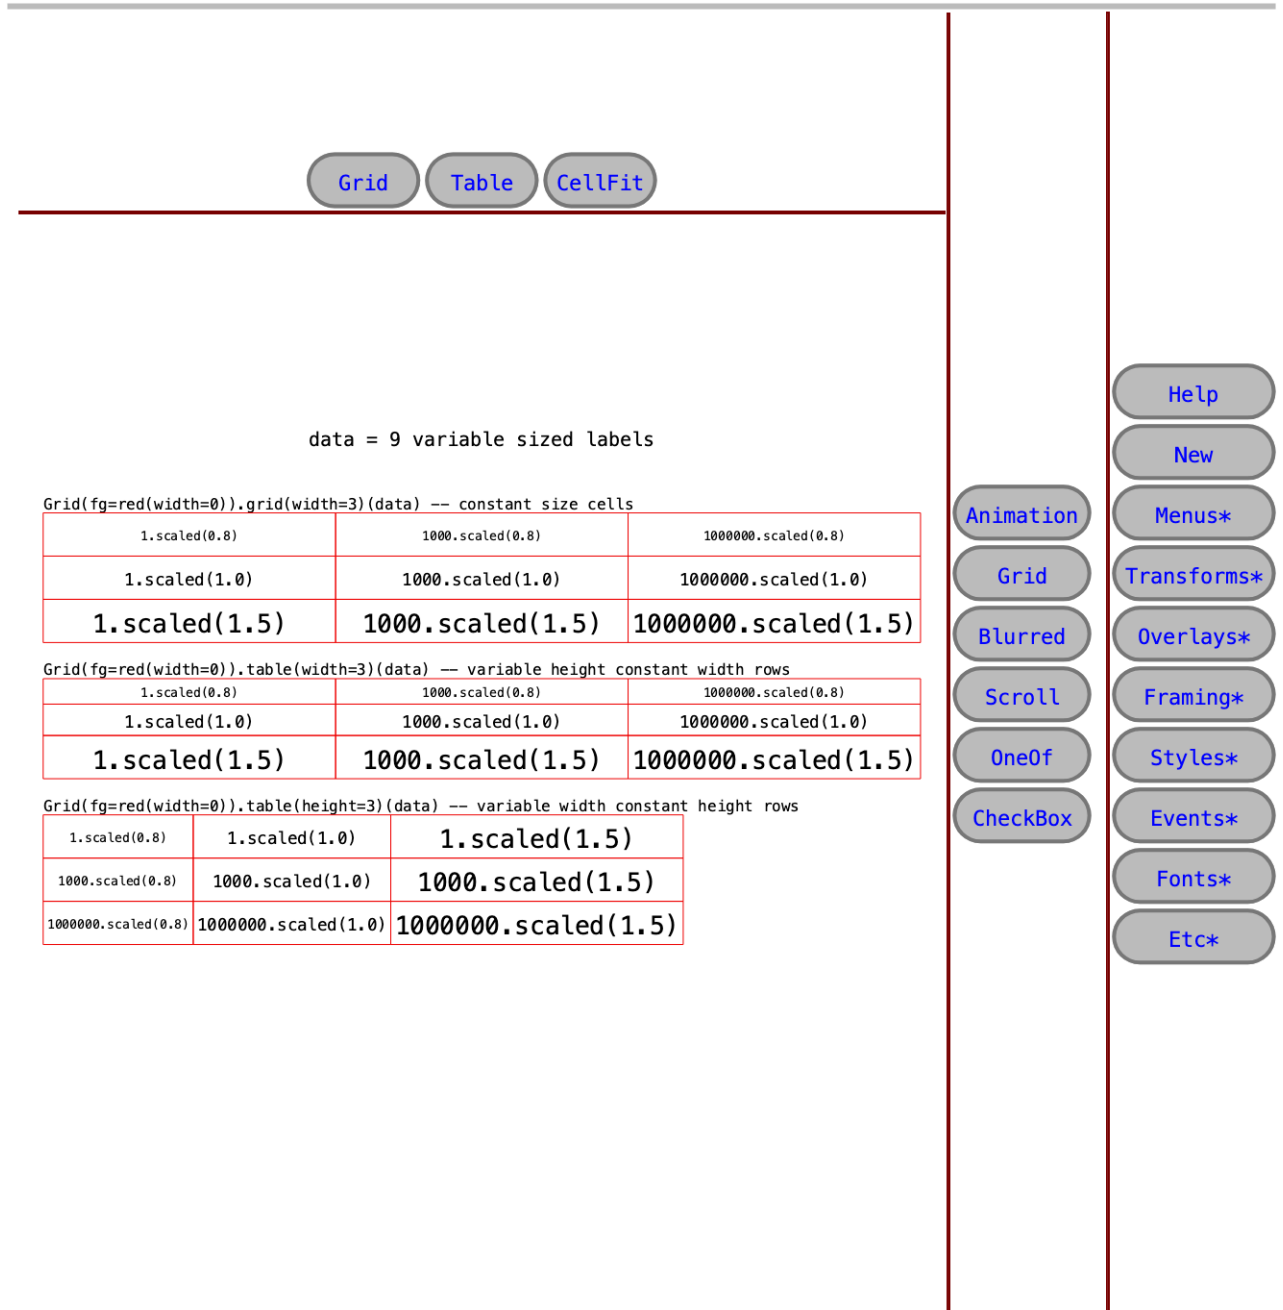 Grid Table CellFit
data = 9 variable sized labels
Grid(fg=red(width=0)).grid(width=3)(data) -- constant size cells
1.scaled(0.8) 1000.scaled(0.8) 1000000.scaled(0.8)
1.scaled(1.0) 1000.scaled(1.0) 1000000.scaled(1.0)
1.scaled(1.5) 1000.scaled(1.5) 1000000.scaled(1.5)
Grid(fg=red(width=0)).table(width=3)(data) -- variable height constant width rows
1.scaled(0.8) 1000.scaled(0.8) 1000000.scaled(0.8)
1.scaled(1.0) 1000.scaled(1.0) 1000000.scaled(1.0)
1.scaled(1.5) 1000.scaled(1.5) 1000000.scaled(1.5)
Grid(fg=red(width=0)).table(height=3)(data) -- variable width constant height rows
1.scaled(0.8) 1.scaled(1.0) 1.scaled(1.5)
1000.scaled(0.8) 1000.scaled(1.0) 1000.scaled(1.5)
1000000.scaled(0.8) 1000000.scaled(1.0) 1000000.scaled(1.5)
Animation
Grid
Blurred
Scroll
OneOf
CheckBox
Help
New
Menus*
Transforms*
Overlays*
Framing*
Styles*
Events*
Fonts*
Etc*